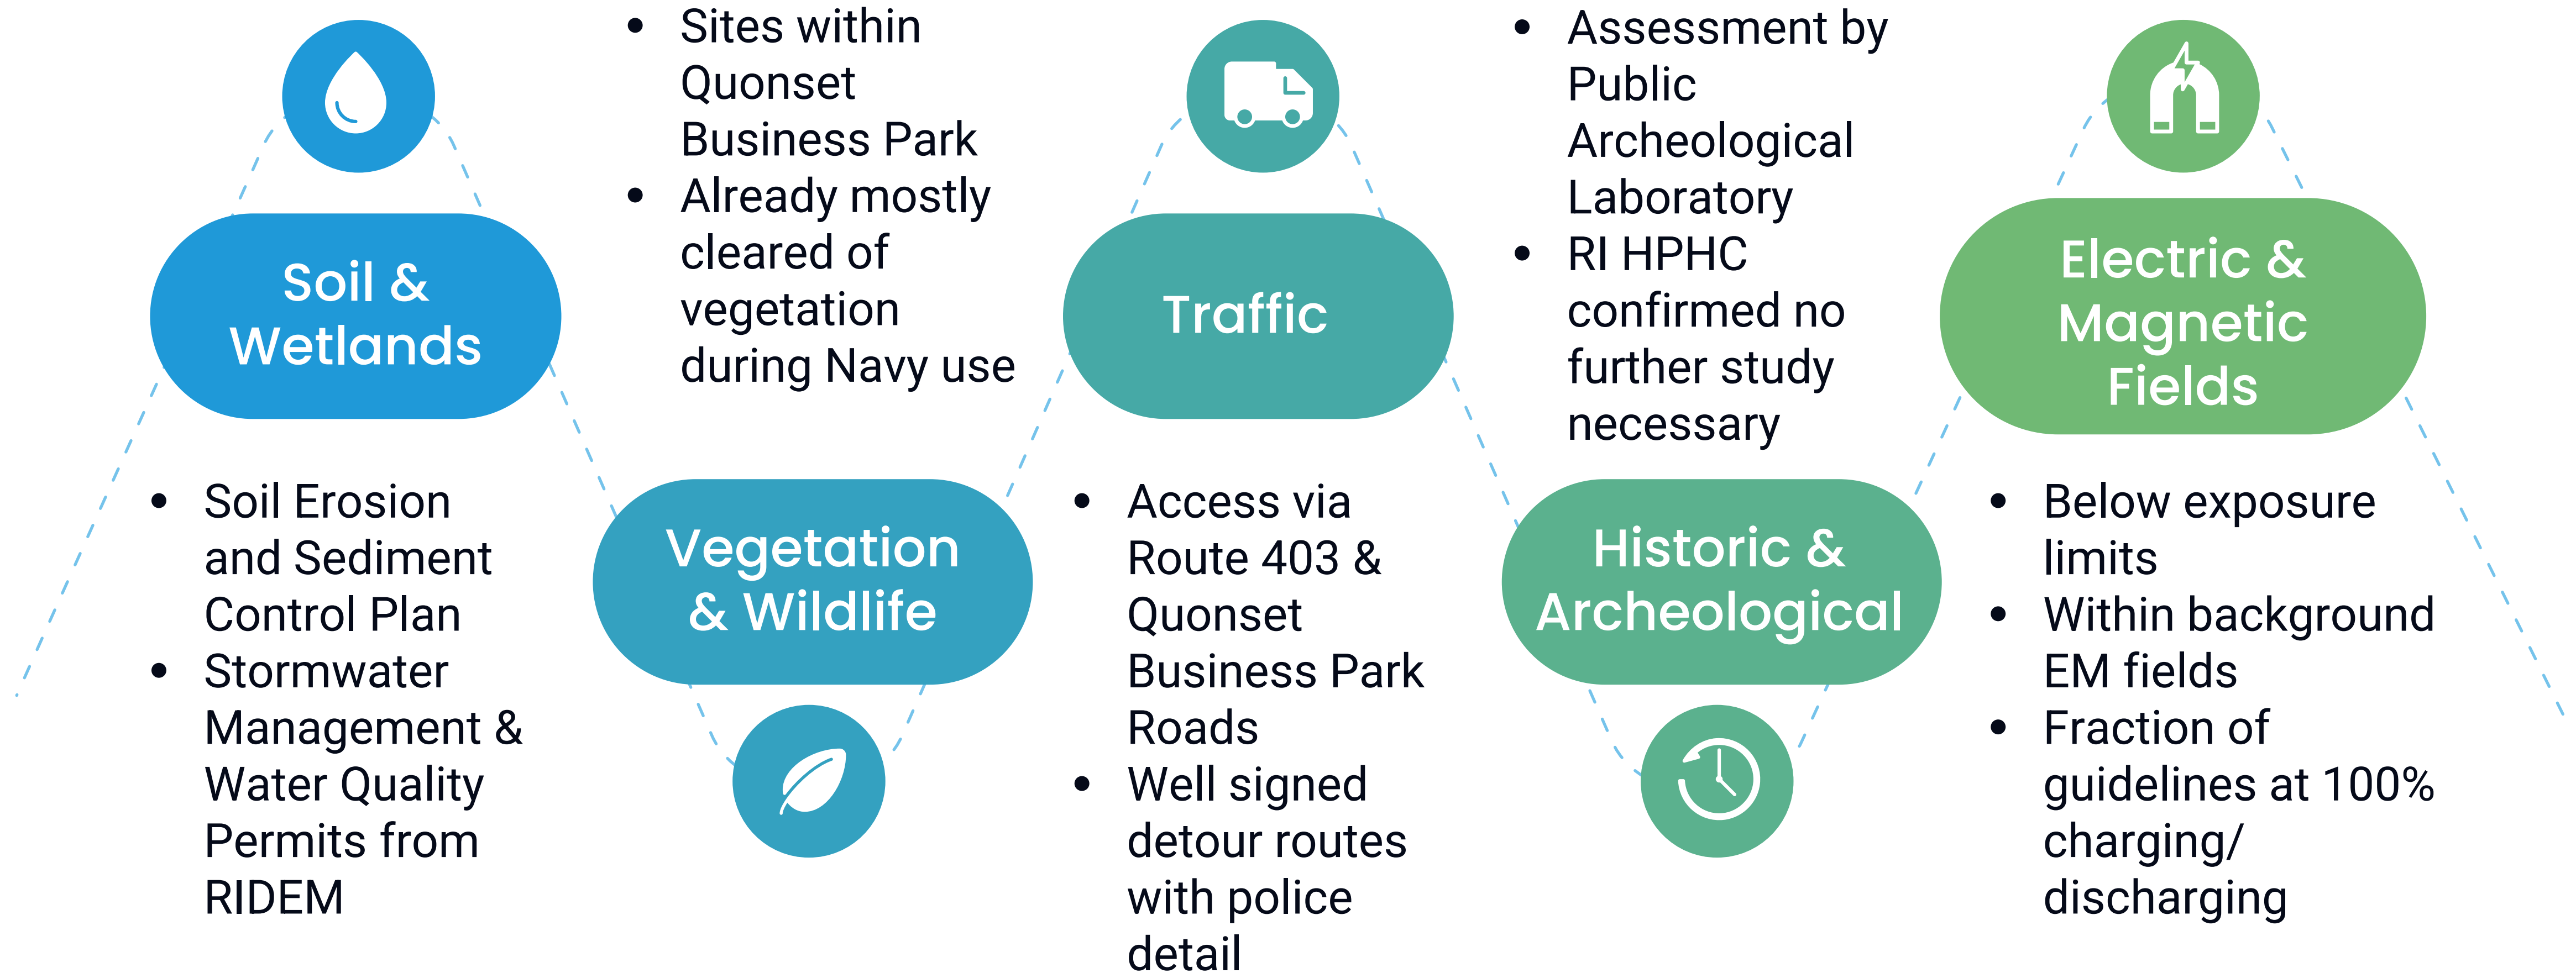 Soil &
Wetlands
• Soil Erosion
and Sediment
Control Plan
• Stormwater
Management &
Water Quality
Permits from
RIDEM
• Sites within
Quonset
Business Park
• Already mostly
cleared of
vegetation
during Navy use
Vegetation
& Wildlife
Traffic
• Access via
Route 403 &
Quonset
Business Park
Roads
• Well signed
detour routes
with police
detail
• Assessment by
Public
Archeological
Laboratory
• RI HPHC
confirmed no
further study
necessary
Historic &
Archeological
Electric &
Magnetic
Fields
• Below exposure
limits
• Within background
EM fields
• Fraction of
guidelines at 100%
charging/
discharging